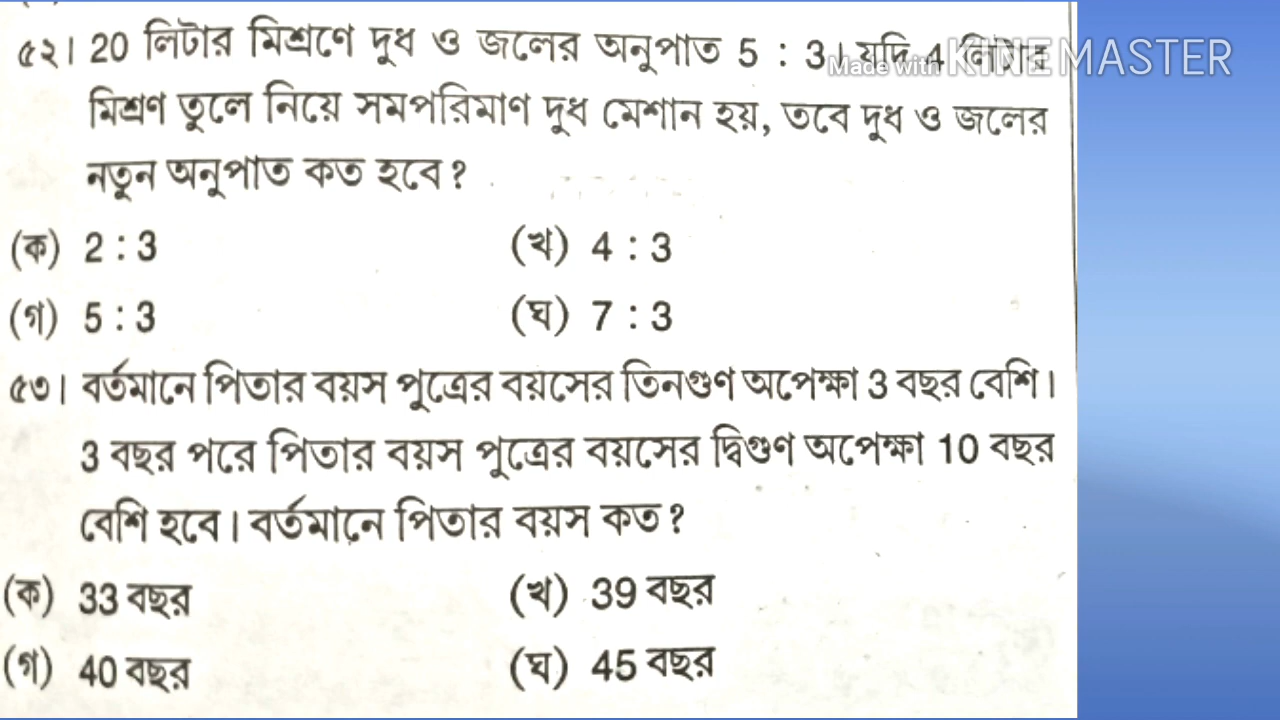 ৫২। 20 লিটার মিশ্রণে দুধ ও জলের অনুপাত 5 : 3। যদি 4 লিটার
Made with KINEMASTER
মিশ্রণ তুলে নিয়ে সমপরিমাণ দুধ মেশান হয়, তবে দুধ ও জলের
নতুন অনুপাত কত হবে?
(ক) 2 : 3 (খ) 4 : 3
(গ) 5 : 3 (ঘ) 7 : 3
৫৩। বর্তমানে পিতার বয়স পুত্রের বয়সের তিনগুণ অপেক্ষা 3 বছর বেশি।
3 বছর পরে পিতার বয়স পুত্রের বয়সের দ্বিগুণ অপেক্ষা 10 বছর
বেশি হবে। বর্তমানে পিতার বয়স কত?
(ক) 33 বছর (খ) 39 বছর
(গ) 40 বছর (ঘ) 45 বছর